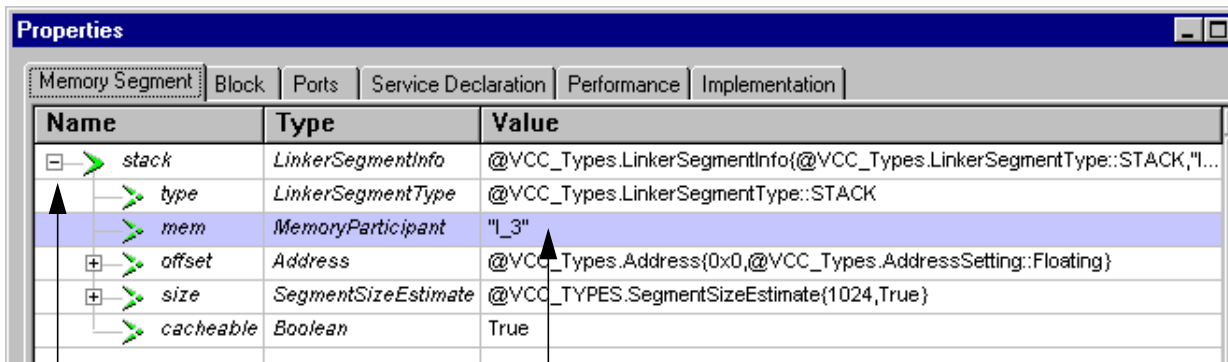 Properties
Memory Segment Block Ports Service Declaration Performance Implementation
Name Type Value
stack LinkerSegmentInfo @VCC_Types.LinkerSegmentInfo{@VCC_Types.LinkerSegmentType::STACK,"I...
type LinkerSegmentType @VCC_Types.LinkerSegmentType::STACK
mem MemoryParticipant "I_3"
offset Address @VCC_Types.Address{0x0,@VCC_Types.AddressSetting::Floating}
size SegmentSizeEstimate @VCC_TYPES.SegmentSizeEstimate{1024,True}
cacheable Boolean True